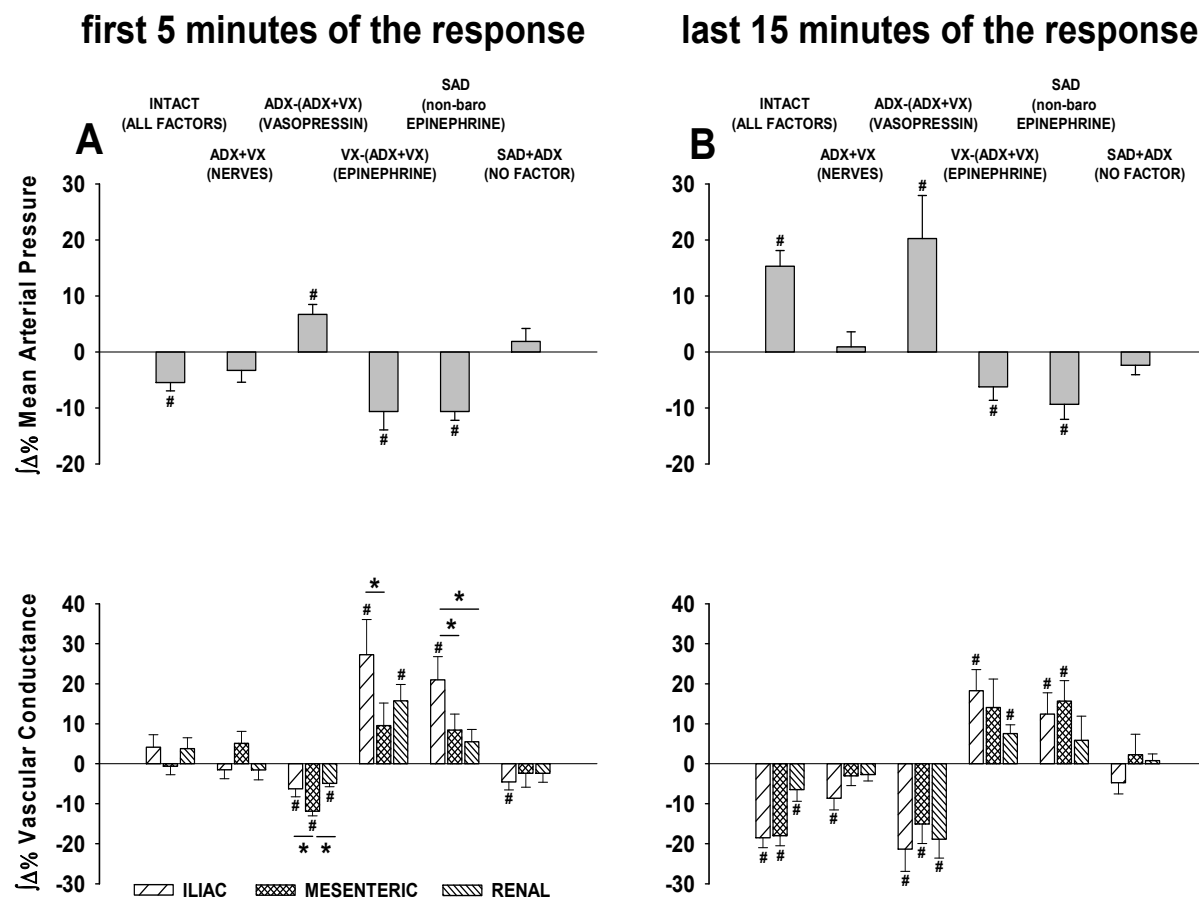 first 5 minutes of the response
last 15 minutes of the response
A
INTACT
(ALL FACTORS)
ADX+VX
(NERVES)
ADX-(ADX+VX)
(VASOPRESSIN)
VX-(ADX+VX)
(EPINEPHRINE)
SAD
(non-baro
EPINEPHRINE)
SAD+ADX
(NO FACTOR)
∫Δ% Mean Arterial Pressure
30
20
10
0
-10
-20
#
#
#
#
B
INTACT
(ALL FACTORS)
ADX+VX
(NERVES)
ADX-(ADX+VX)
(VASOPRESSIN)
VX-(ADX+VX)
(EPINEPHRINE)
SAD
(non-baro
EPINEPHRINE)
SAD+ADX
(NO FACTOR)
30
20
10
0
-10
-20
#
#
#
#
∫Δ% Vascular Conductance
40
30
20
10
0
-10
-20
-30
# # #
* *
# * #
# * *
#
ILIAC MESENTERIC RENAL
40
30
20
10
0
-10
-20
-30
# # #
#
# # #
# #
# #